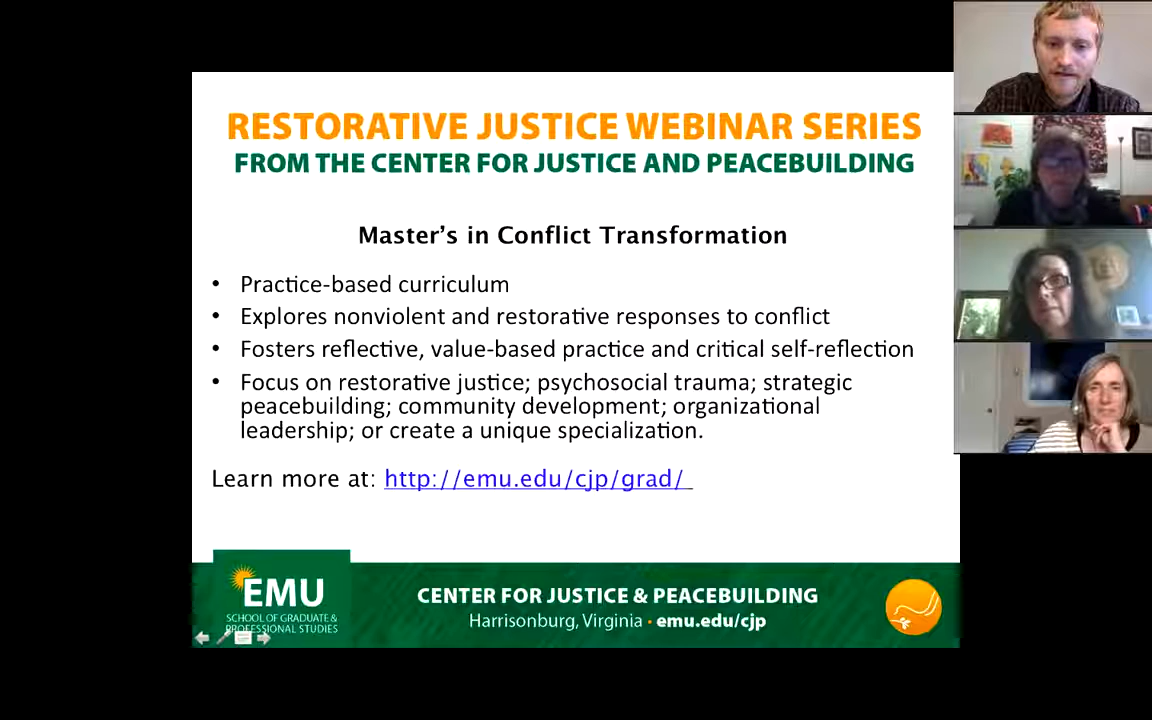 RESTORATIVE JUSTICE WEBINAR SERIES
FROM THE CENTER FOR JUSTICE AND PEACEBUILDING
Master’s in Conflict Transformation
• Practice-based curriculum
• Explores nonviolent and restorative responses to conflict
• Fosters reflective, value-based practice and critical self-reflection
• Focus on restorative justice; psychosocial trauma; strategic
peacebuilding; community development; organizational
leadership; or create a unique specialization.
Learn more at: http://emu.edu/cjp/grad/
EMU
SCHOOL OF GRADUATE &
PROFESSIONAL STUDIES
CENTER FOR JUSTICE & PEACEBUILDING
Harrisonburg, Virginia • emu.edu/cjp